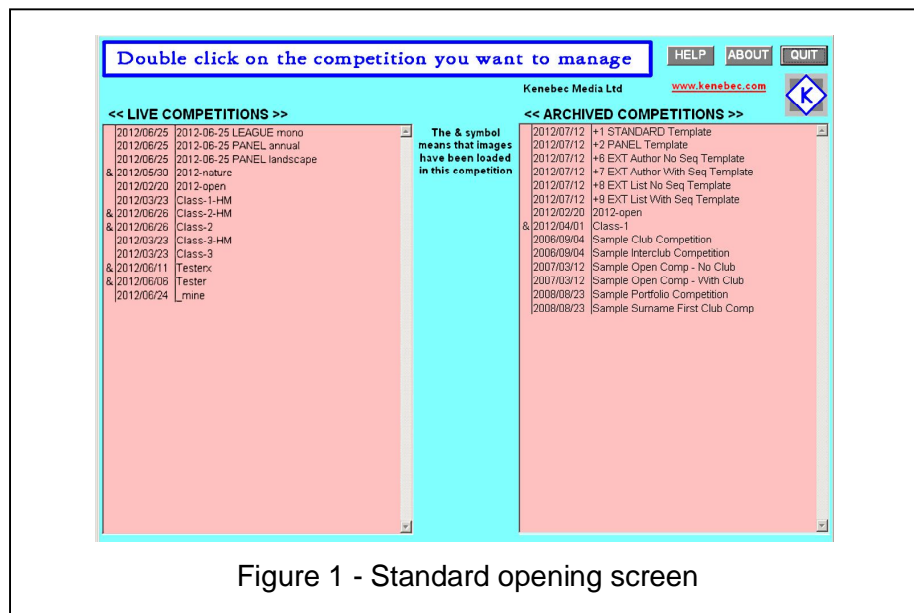 Double click on the competition you want to manage
HELP
ABOUT
QUIT
Kenebec Media Ltd
www.kenebec.com
K
<< LIVE COMPETITIONS >>
2012/06/25 2012-06-25 LEAGUE mono
2012/06/25 2012-06-25 PANEL annual
2012/06/25 2012-06-25 PANEL landscape
& 2012/05/30 2012-nature
2012/02/20 2012-open
2012/03/23 Class-1-HM
& 2012/06/26 Class-2-HM
& 2012/06/26 Class-2
2012/03/23 Class-3-HM
2012/03/23 Class-3
& 2012/06/11 Testerx
& 2012/06/06 Tester
2012/06/24 _mine
The & symbol
means that images
have been loaded
in this competition
<< ARCHIVED COMPETITIONS >>
2012/07/12 +1 STANDARD Template
2012/07/12 +2 PANEL Template
2012/07/12 +6 EXT Author No Seq Template
2012/07/12 +7 EXT Author With Seq Template
2012/07/12 +8 EXT List No Seq Template
2012/07/12 +9 EXT List With Seq Template
2012/02/20 2012-open
& 2012/04/01 Class-1
2006/09/04 Sample Club Competition
2006/09/04 Sample Interclub Competition
2007/03/12 Sample Open Comp - No Club
2007/03/12 Sample Open Comp - With Club
2008/08/23 Sample Portfolio Competition
2008/08/23 Sample Surname First Club Comp
Figure 1 - Standard opening screen